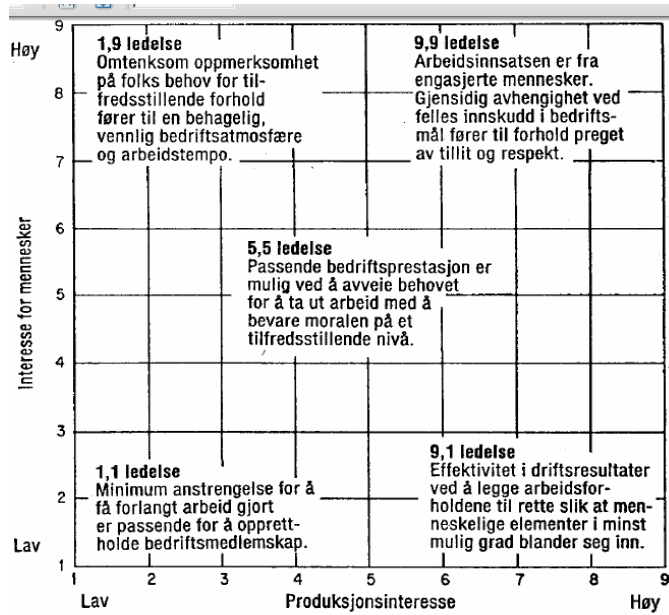 9
Høy
8
7
6
5
4
3
2
Lav
1
Interesse for mennesker
1,9 ledelse
Omtenksom oppmerksomhet
på folks behov for til-
fredsstillende forhold
fører til en behagelig,
vennlig bedriftsatmosfære
og arbeidstempo.
9,9 ledelse
Arbeidsinnsatsen er fra
engasjerte mennesker.
Gjensidig avhengighet ved
felles innskudd i bedrifts-
mål fører til forhold preget
av tillit og respekt.
5,5 ledelse
Passende bedriftsprestasjon er
mulig ved å avveie behovet
for å ta ut arbeid med å
bevare moralen på et
tilfredsstillende nivå.
1,1 ledelse
Minimum anstrengelse for å
få forlangt arbeid gjort
er passende for å opprett-
holde bedriftsmedlemskap.
9,1 ledelse
Effektivitet i driftsresultater
ved å legge arbeidsfor-
holdene til rette slik at men-
neskelige elementer i minst
mulig grad blander seg inn.
1 2 3 4 5 6 7 8 9
Lav Produksjonsinteresse Høy